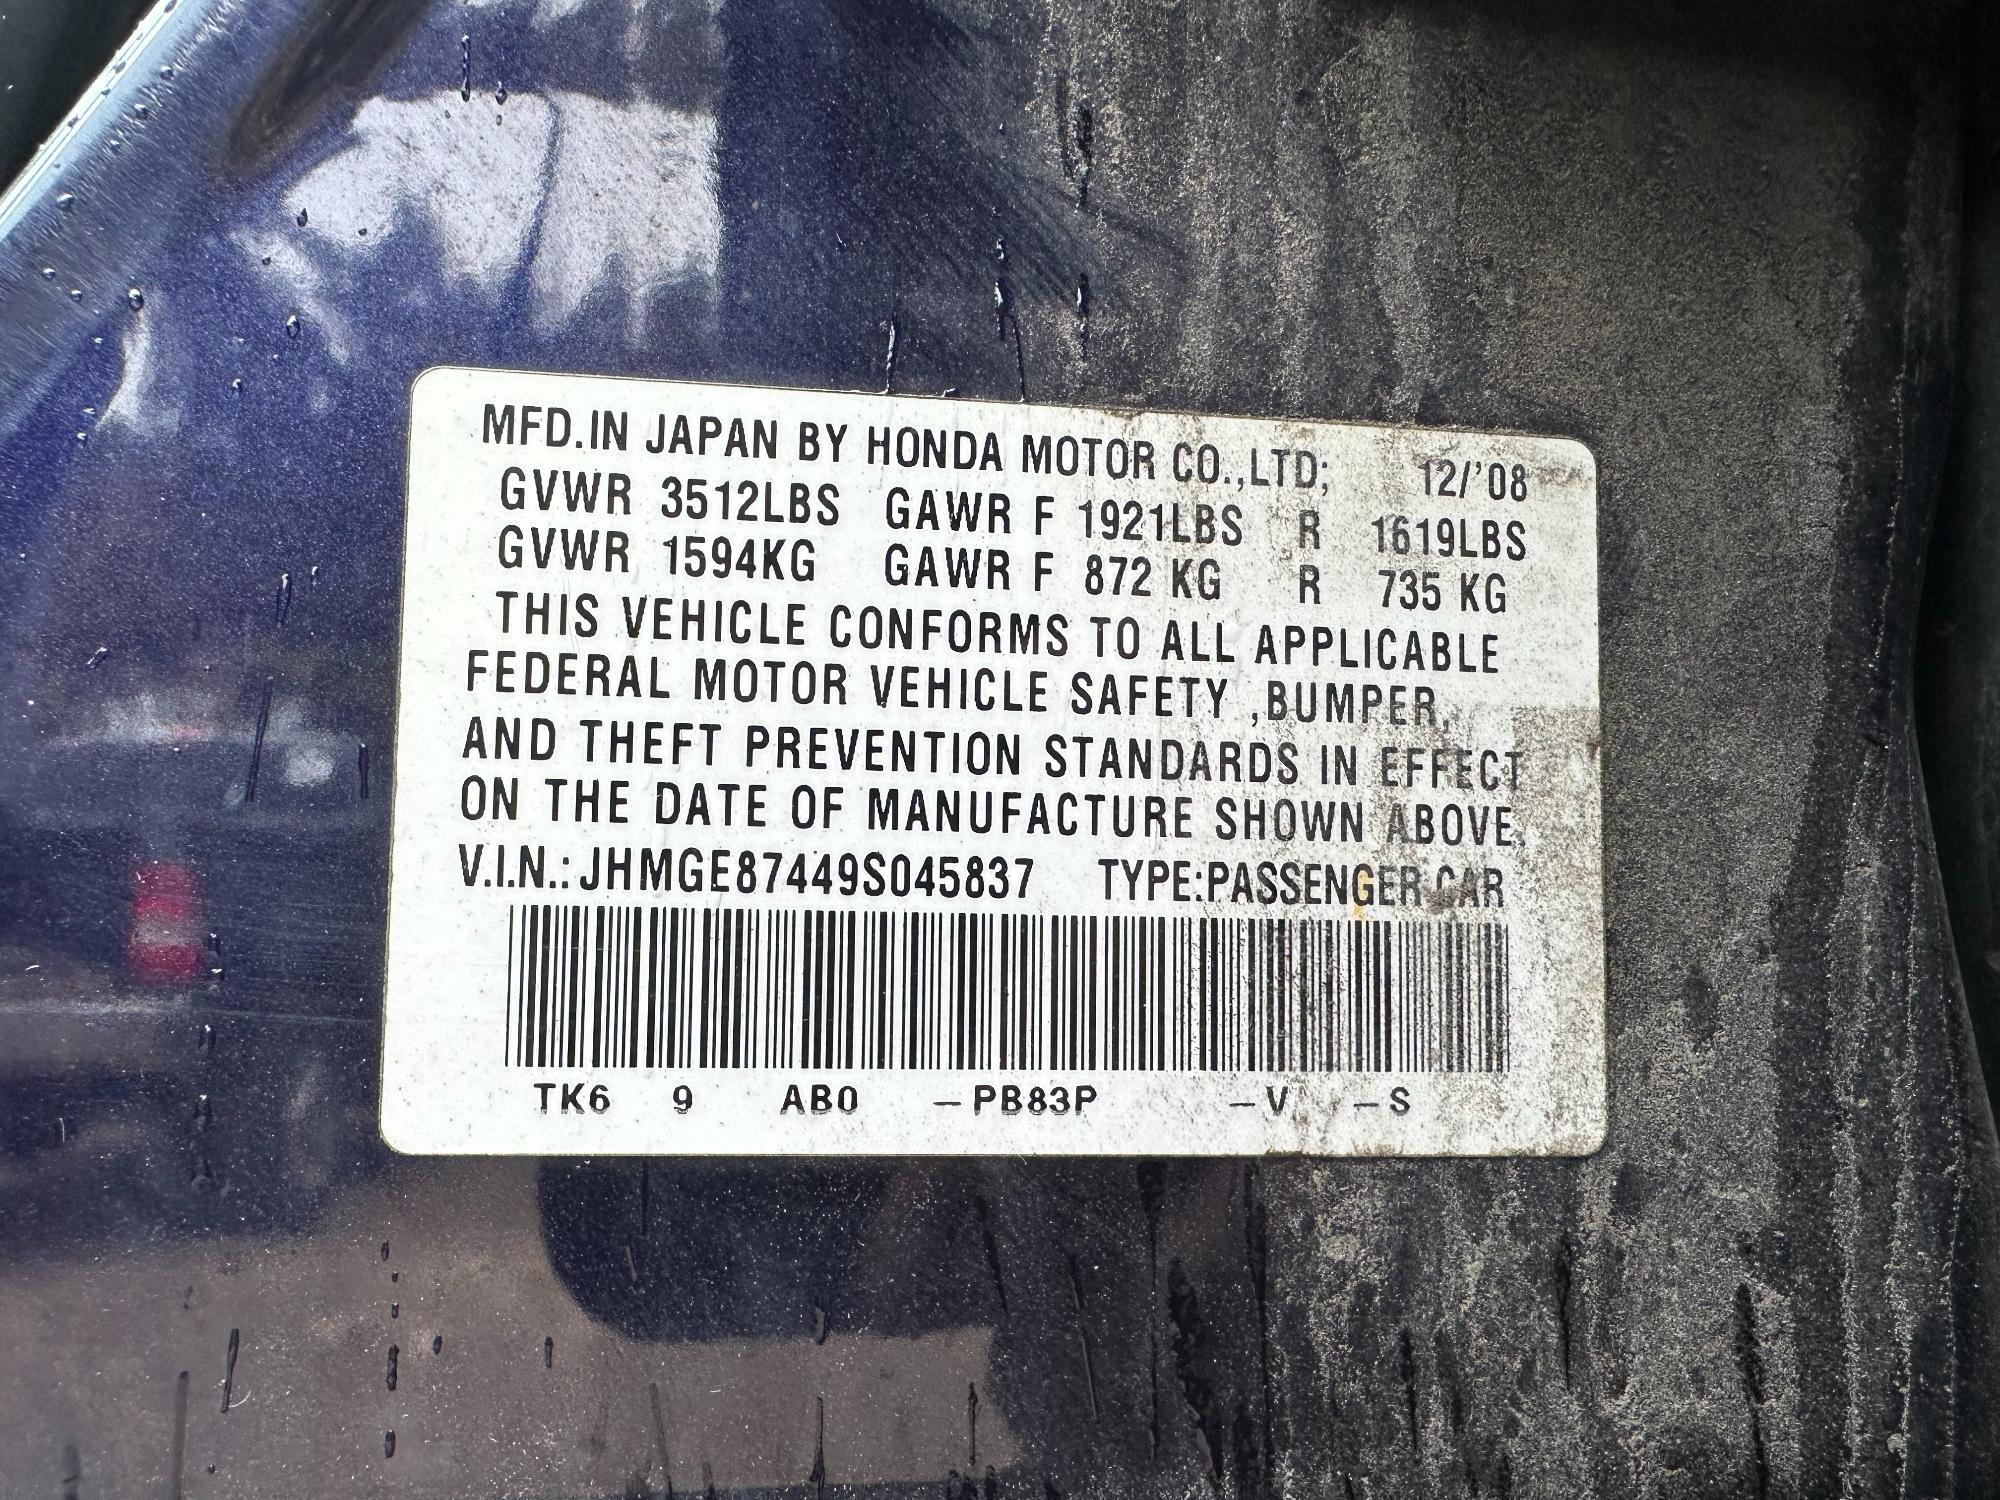 MFD.IN JAPAN BY HONDA MOTOR CO.,LTD; 12/'08
GVWR 3512LBS GAWR F 1921LBS R 1619LBS
GVWR 1594KG GAWR F 872 KG R 735 KG
THIS VEHICLE CONFORMS TO ALL APPLICABLE
FEDERAL MOTOR VEHICLE SAFETY ,BUMPER,
AND THEFT PREVENTION STANDARDS IN EFFECT
ON THE DATE OF MANUFACTURE SHOWN ABOVE.
V.I.N.: JHMGE87449S045837 TYPE:PASSENGER CAR
TK6 9 AB0 –PB83P –V –S